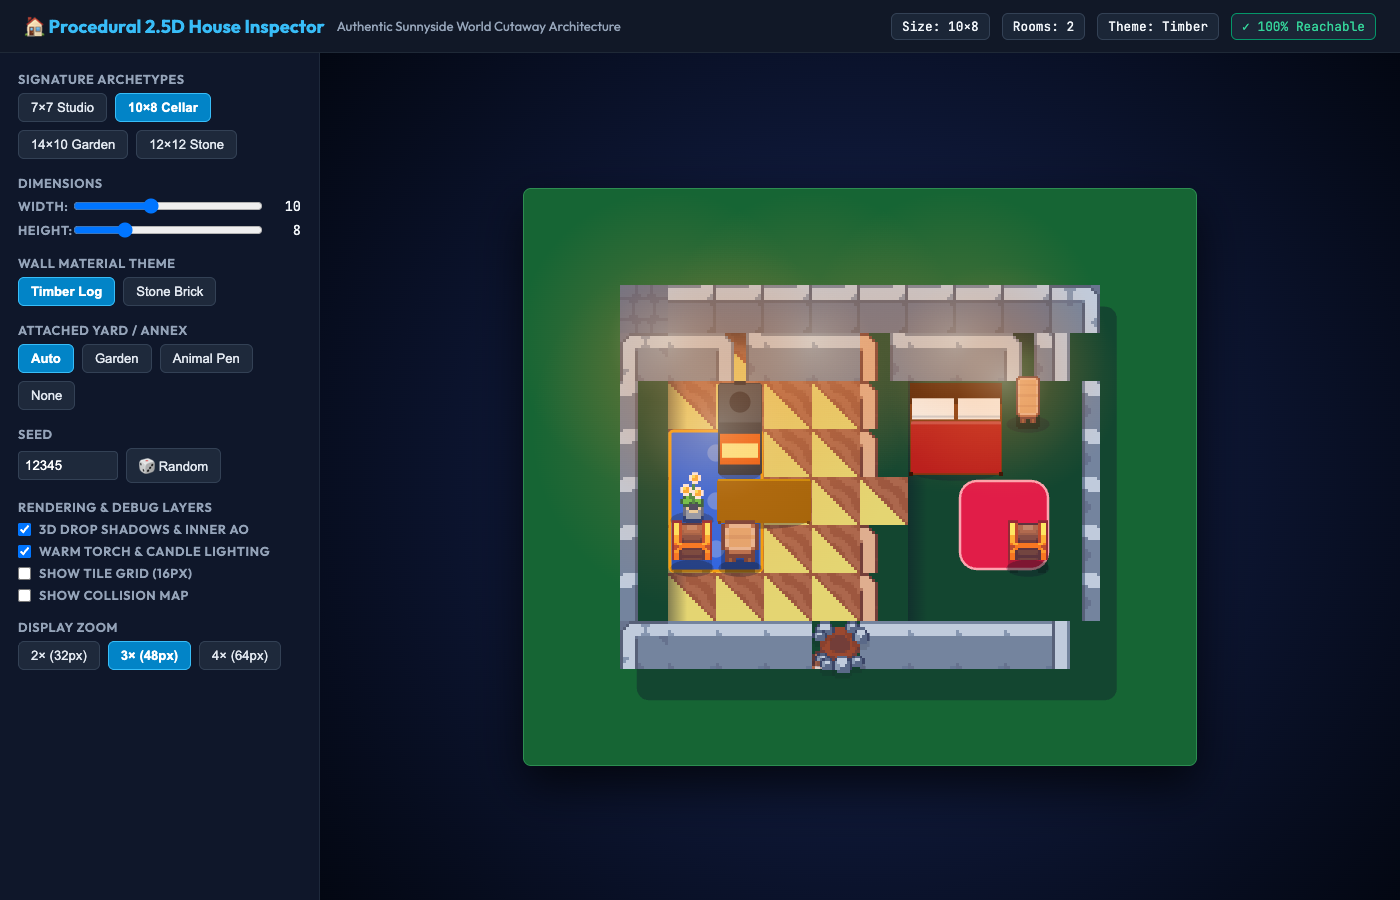 Procedural 2.5D House Inspector
Authentic Sunnyside World Cutaway Architecture
Size: 10×8
Rooms: 2
Theme: Timber
✓ 100% Reachable
SIGNATURE ARCHETYPES
7×7 Studio
10×8 Cellar
14×10 Garden
12×12 Stone
DIMENSIONS
WIDTH: 10
HEIGHT: 8
WALL MATERIAL THEME
Timber Log
Stone Brick
ATTACHED YARD / ANNEX
Auto
Garden
Animal Pen
None
SEED
12345
Random
RENDERING & DEBUG LAYERS
3D DROP SHADOWS & INNER AO
WARM TORCH & CANDLE LIGHTING
SHOW TILE GRID (16PX)
SHOW COLLISION MAP
DISPLAY ZOOM
2× (32px)
3× (48px)
4× (64px)